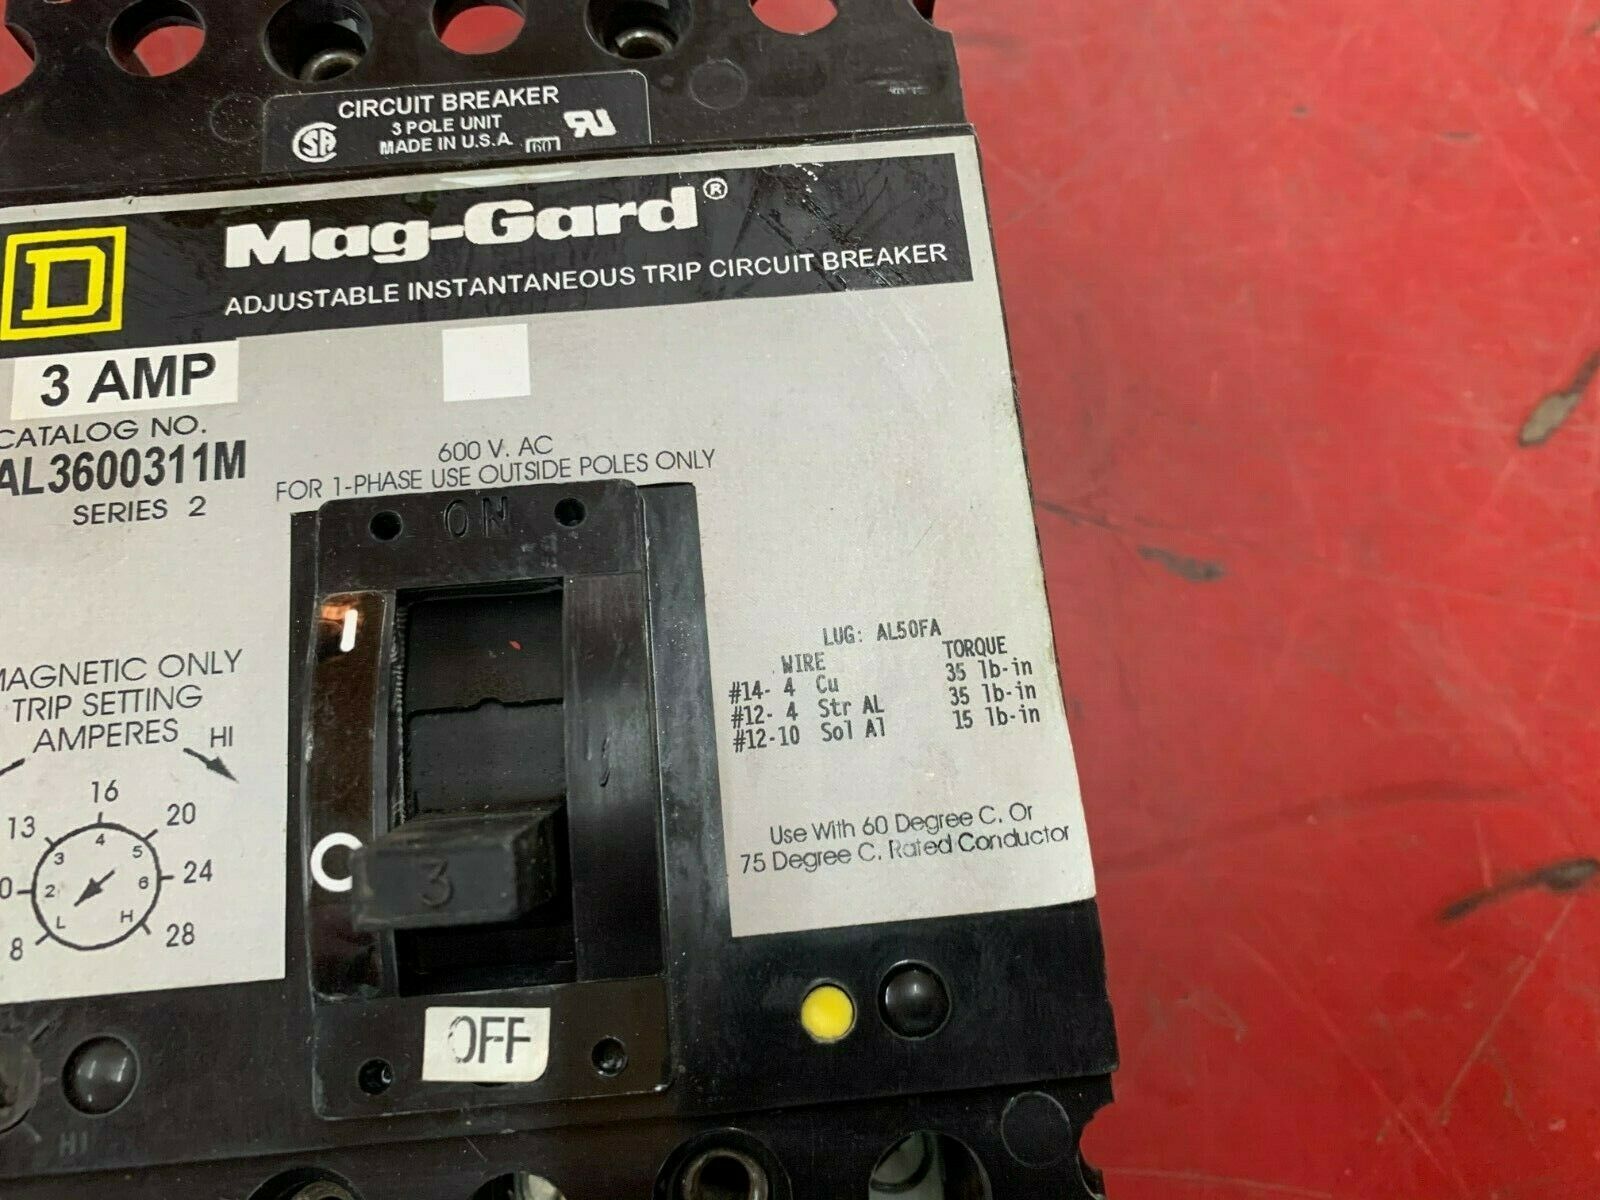 CIRCUIT BREAKER
3 POLE UNIT
MADE IN U.S.A.
Mag-Gard®
ADJUSTABLE INSTANTANEOUS TRIP CIRCUIT BREAKER
D
3 AMP
CATALOG NO.
AL3600311M
SERIES 2
600 V. AC
FOR 1-PHASE USE OUTSIDE POLES ONLY
ON
I
O
3
OFF
MAGNETIC ONLY
TRIP SETTING
AMPERES
HI
16
13
20
24
28
8
L 2 3 4 5 6 H
LUG: AL50FA
WIRE TORQUE
#14- 4 Cu 35 lb-in
#12- 4 Str AL 35 lb-in
#12-10 Sol Al 15 lb-in
Use With 60 Degree C. Or
75 Degree C. Rated Conductor
HI